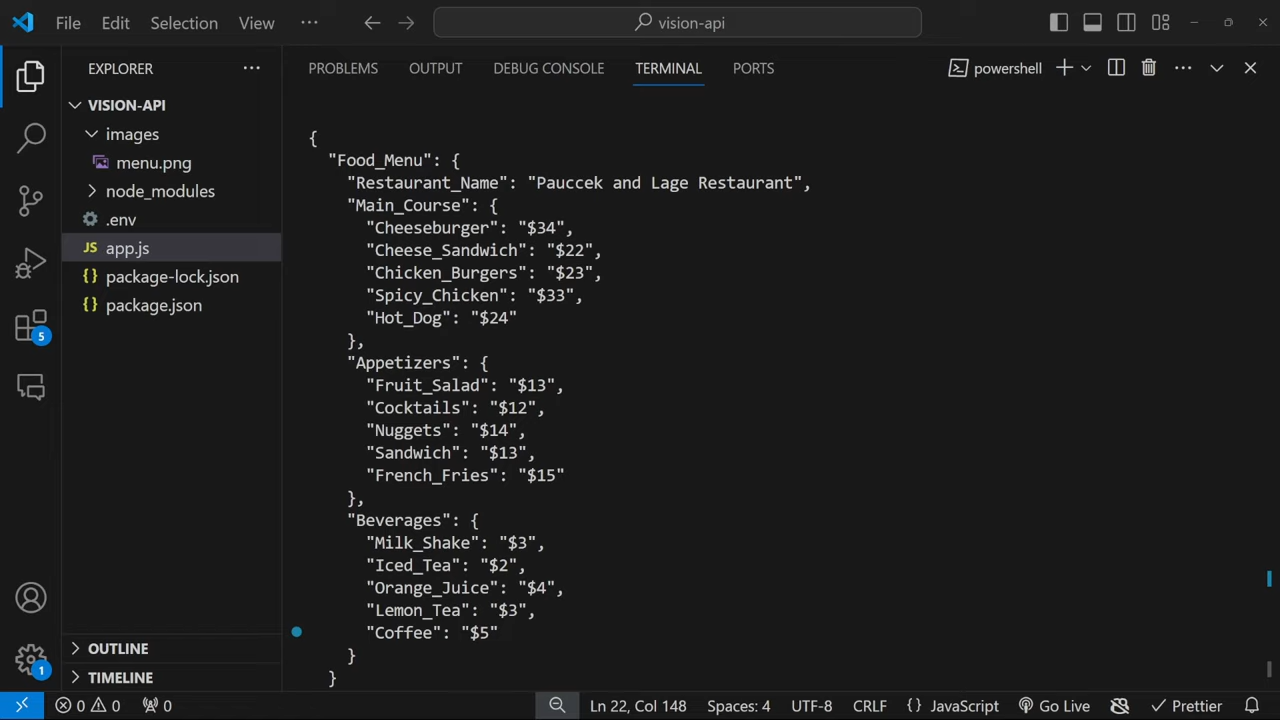 File Edit Selection View ··· vision-api
EXPLORER ···
VISION-API
images
menu.png
node_modules
.env
JS app.js
{} package-lock.json
{} package.json
OUTLINE
TIMELINE
5
1
PROBLEMS OUTPUT DEBUG CONSOLE TERMINAL PORTS powershell ···
{
"Food_Menu": {
"Restaurant_Name": "Pauccek and Lage Restaurant",
"Main_Course": {
"Cheeseburger": "$34",
"Cheese_Sandwich": "$22",
"Chicken_Burgers": "$23",
"Spicy_Chicken": "$33",
"Hot_Dog": "$24"
},
"Appetizers": {
"Fruit_Salad": "$13",
"Cocktails": "$12",
"Nuggets": "$14",
"Sandwich": "$13",
"French_Fries": "$15"
},
"Beverages": {
"Milk_Shake": "$3",
"Iced_Tea": "$2",
"Orange_Juice": "$4",
"Lemon_Tea": "$3",
"Coffee": "$5"
}
}
0 0 0 Ln 22, Col 148 Spaces: 4 UTF-8 CRLF {} JavaScript Go Live Prettier